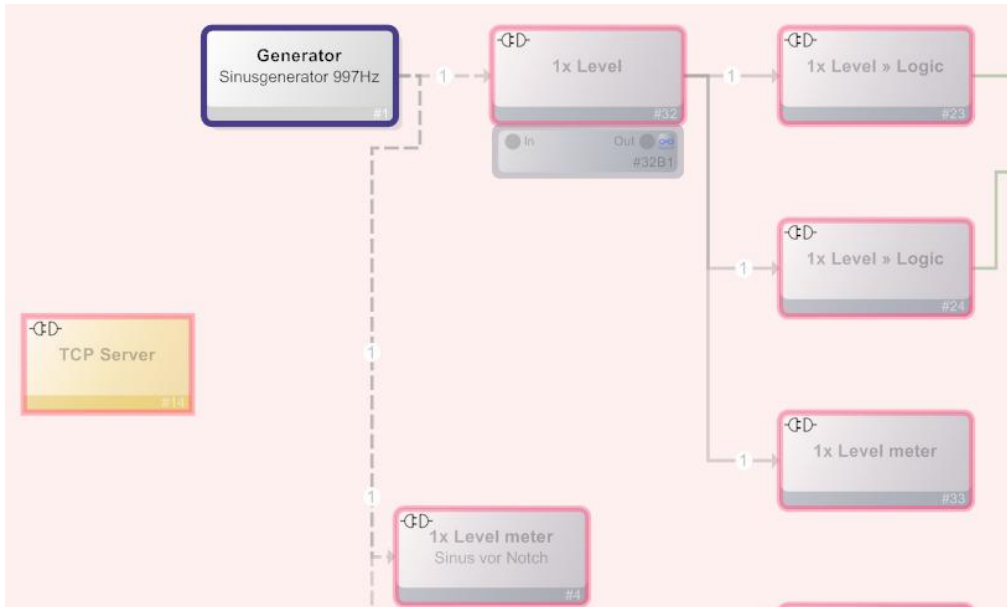 Generator
Sinusgenerator 997Hz
#1
1
1x Level
#32
In
Out
#32B1
1
1x Level » Logic
#23
1
1x Level » Logic
#24
TCP Server
#14
1
1
1x Level meter
#33
1
1x Level meter
Sinus vor Notch
#4